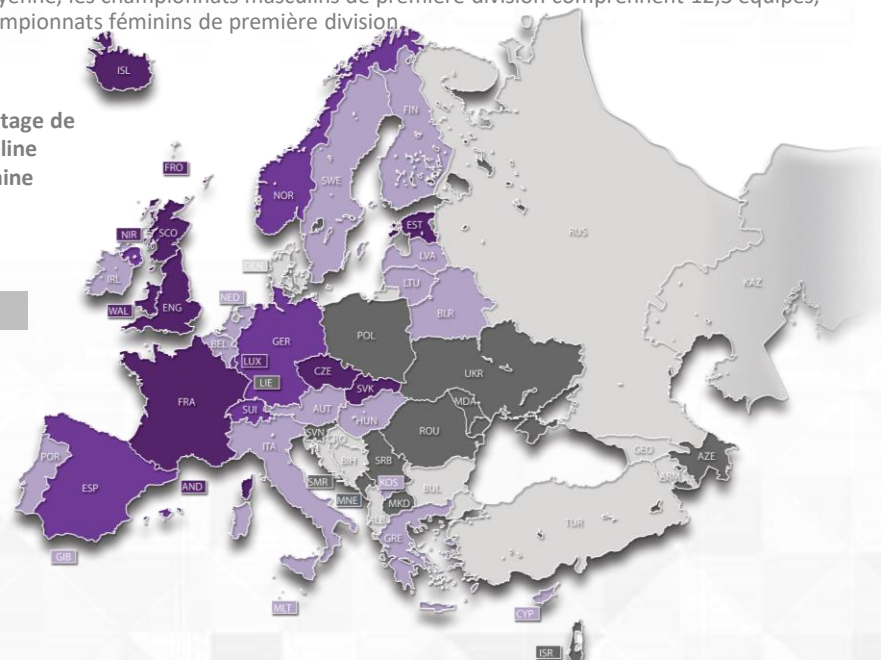 yenne, les championnats masculins de première division comprennent 12,5 équipes,
mpionnats féminins de première division.
ISL
tage de
line
nine
FRO
FIN
NOR
SWE
RUS
NIR
SCO
EST
IRL
LVA
DEN
LTU
KAZ
NED
BLR
WAL
ENG
BEL
GER
POL
LUX
UKR
LIE
CZE
SVK
FRA
MDA
SUI
AUT
HUN
ROU
SVN
POR
ITA
BIH
SRB
GEO
AZE
ESP
AND
SMR
KOS
BUL
ARM
MNE
MKD
TUR
GRE
GIB
MLT
CYP
ISR